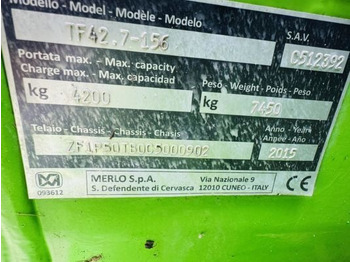 Modello - Model - Modèle - Modelo
TF42.7-156
S.A.V.
C512392
Portata max. - Max. capacity
Charge max. - Max. capacidad
kg 4200
Peso - Weight - Poids - Peso
kg 7450
Telaio - Chassis - Chassis - Chassis
Anno - Year
Année - Año
2015
093612
MERLO S.p.A.
S. Defendente di Cervasca
Via Nazionale 9
12010 CUNEO - ITALY
CE